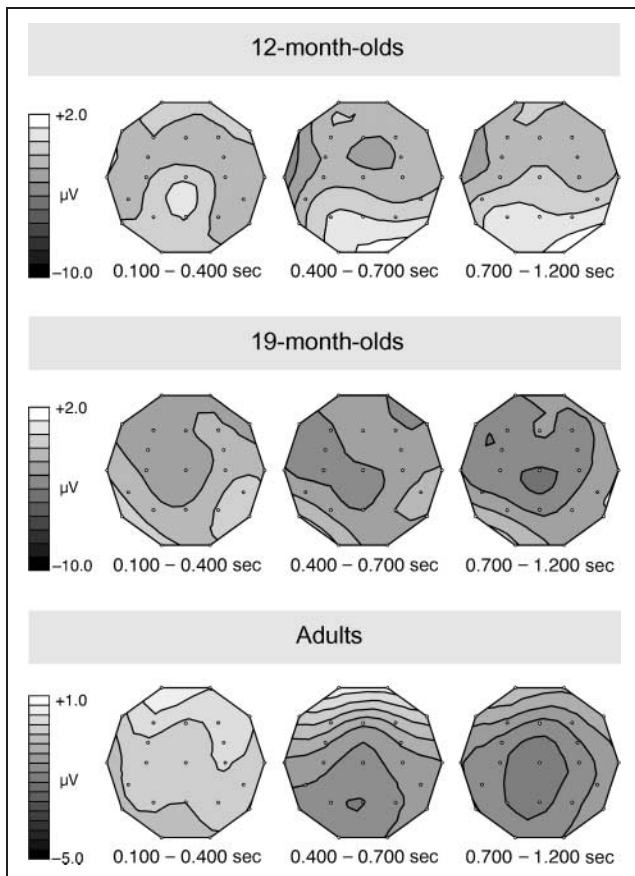 12-month-olds
+2.0
μV
−10.0
0.100 – 0.400 sec
0.400 – 0.700 sec
0.700 – 1.200 sec
19-month-olds
+2.0
μV
−10.0
0.100 – 0.400 sec
0.400 – 0.700 sec
0.700 – 1.200 sec
Adults
+1.0
μV
−5.0
0.100 – 0.400 sec
0.400 – 0.700 sec
0.700 – 1.200 sec